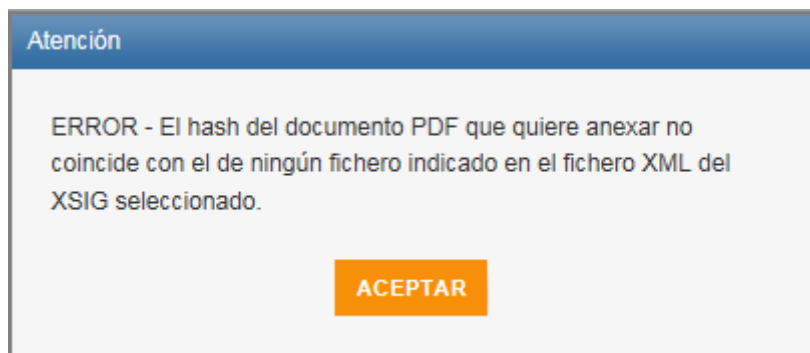 Atención
ERROR - El hash del documento PDF que quiere anexar no
coincide con el de ningún fichero indicado en el fichero XML del
XSIG seleccionado.
ACEPTAR